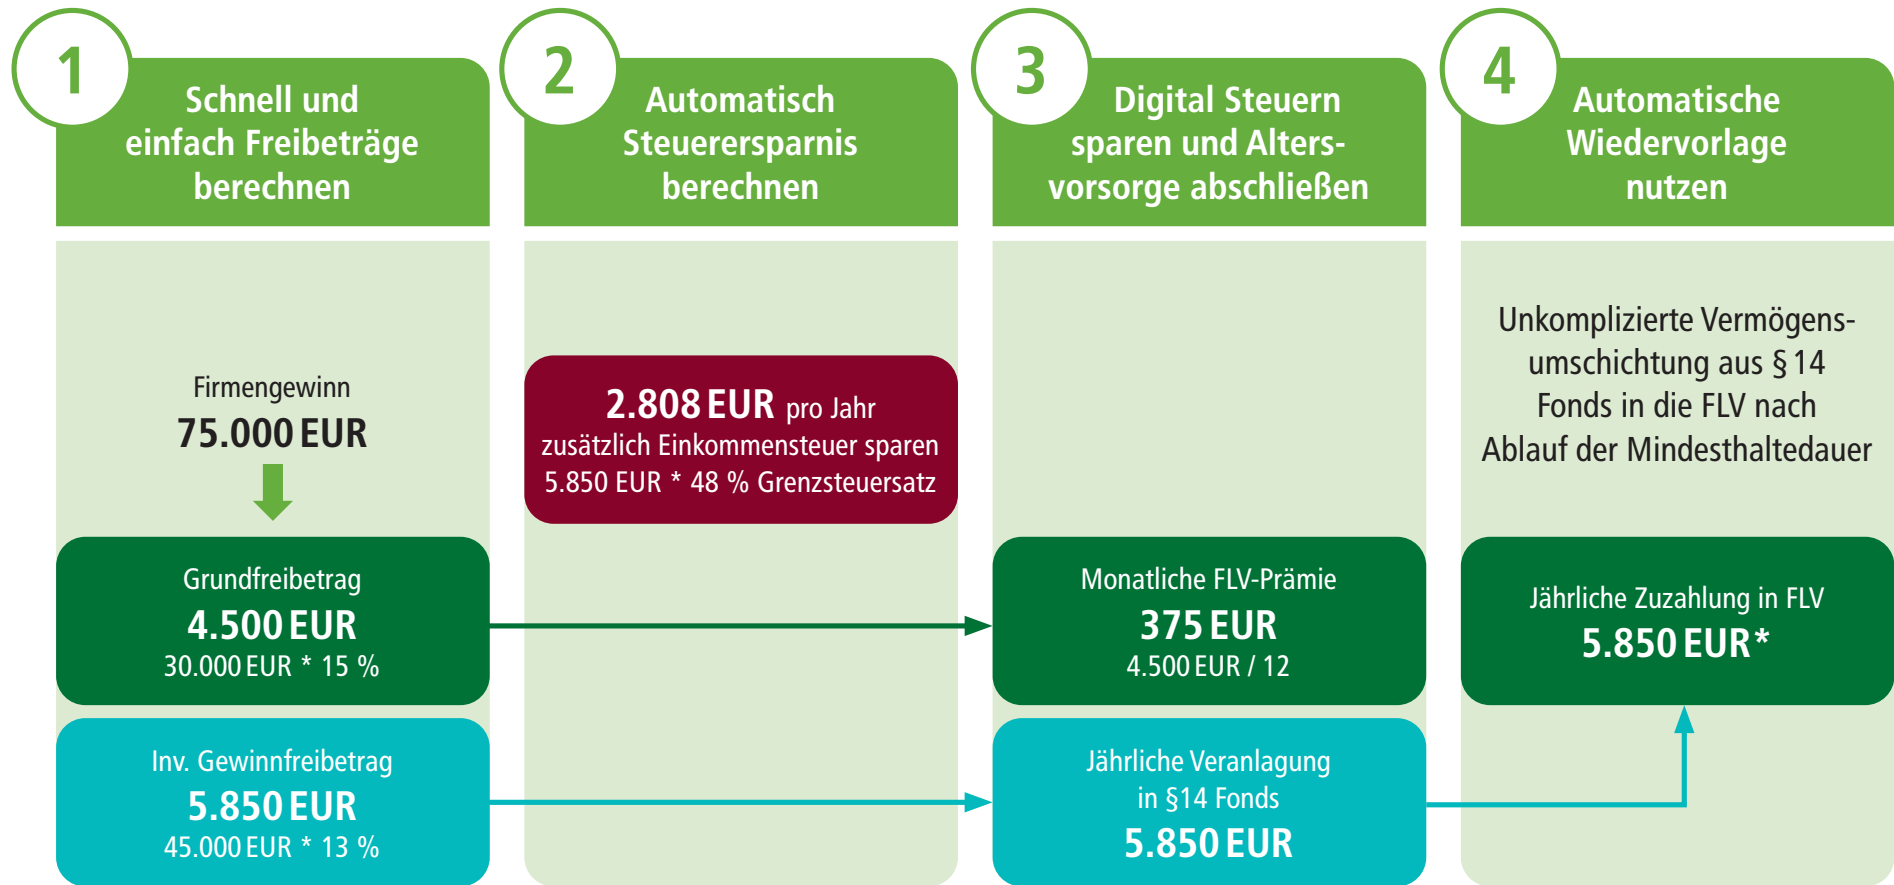 1
Schnell und
einfach Freibeträge
berechnen
Firmengewinn
75.000 EUR
Grundfreibetrag
4.500 EUR
30.000 EUR * 15 %
Inv. Gewinnfreibetrag
5.850 EUR
45.000 EUR * 13 %
2
Automatisch
Steuerersparnis
berechnen
2.808 EUR pro Jahr
zusätzlich Einkommensteuer sparen
5.850 EUR * 48 % Grenzsteuersatz
3
Digital Steuern
sparen und Alters-
vorsorge abschließen
Monatliche FLV-Prämie
375 EUR
4.500 EUR / 12
Jährliche Veranlagung
in §14 Fonds
5.850 EUR
4
Automatische
Wiedervorlage
nutzen
Unkomplizierte Vermögens-
umschichtung aus § 14
Fonds in die FLV nach
Ablauf der Mindesthaltedauer
Jährliche Zuzahlung in FLV
5.850 EUR*